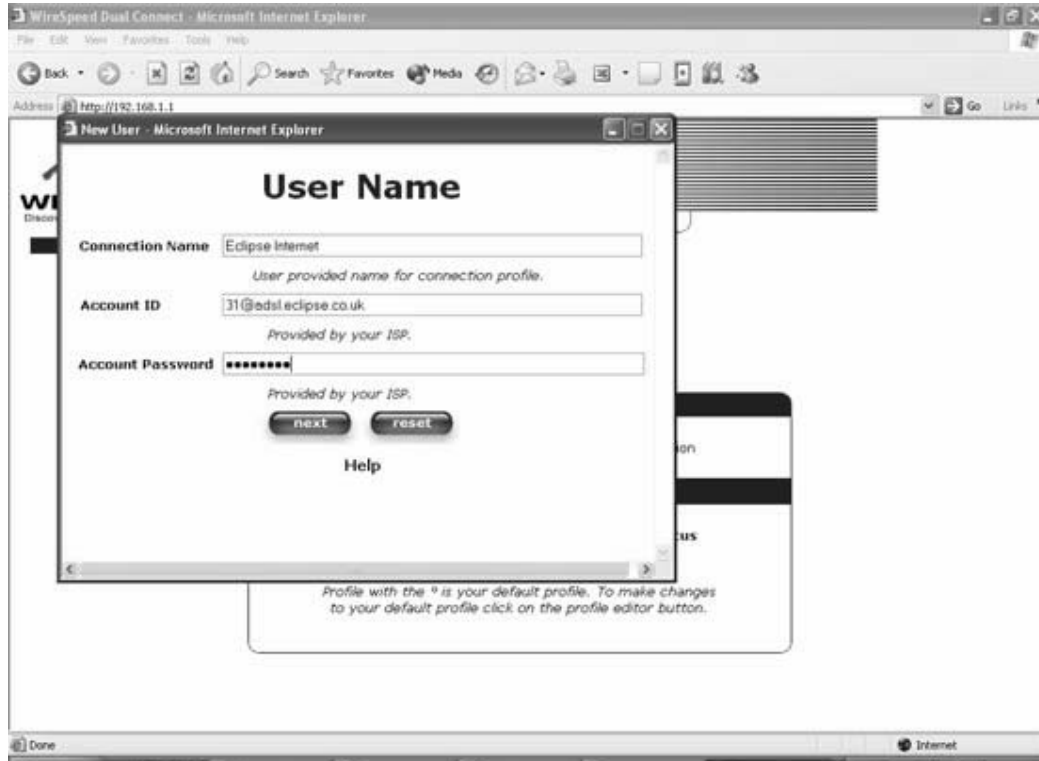 WireSpeed Dual Connect - Microsoft Internet Explorer
File Edit View Favorites Tools Help
Back Search Favorites Media
Address http://192.168.1.1 Go Links
New User - Microsoft Internet Explorer
User Name
Connection Name Eclipse Internet
User provided name for connection profile.
Account ID 31@adsl.eclipse.co.uk
Provided by your ISP.
Account Password ●●●●●●●●
Provided by your ISP.
next reset
Help
Profile with the * is your default profile. To make changes
to your default profile click on the profile editor button.
Done Internet